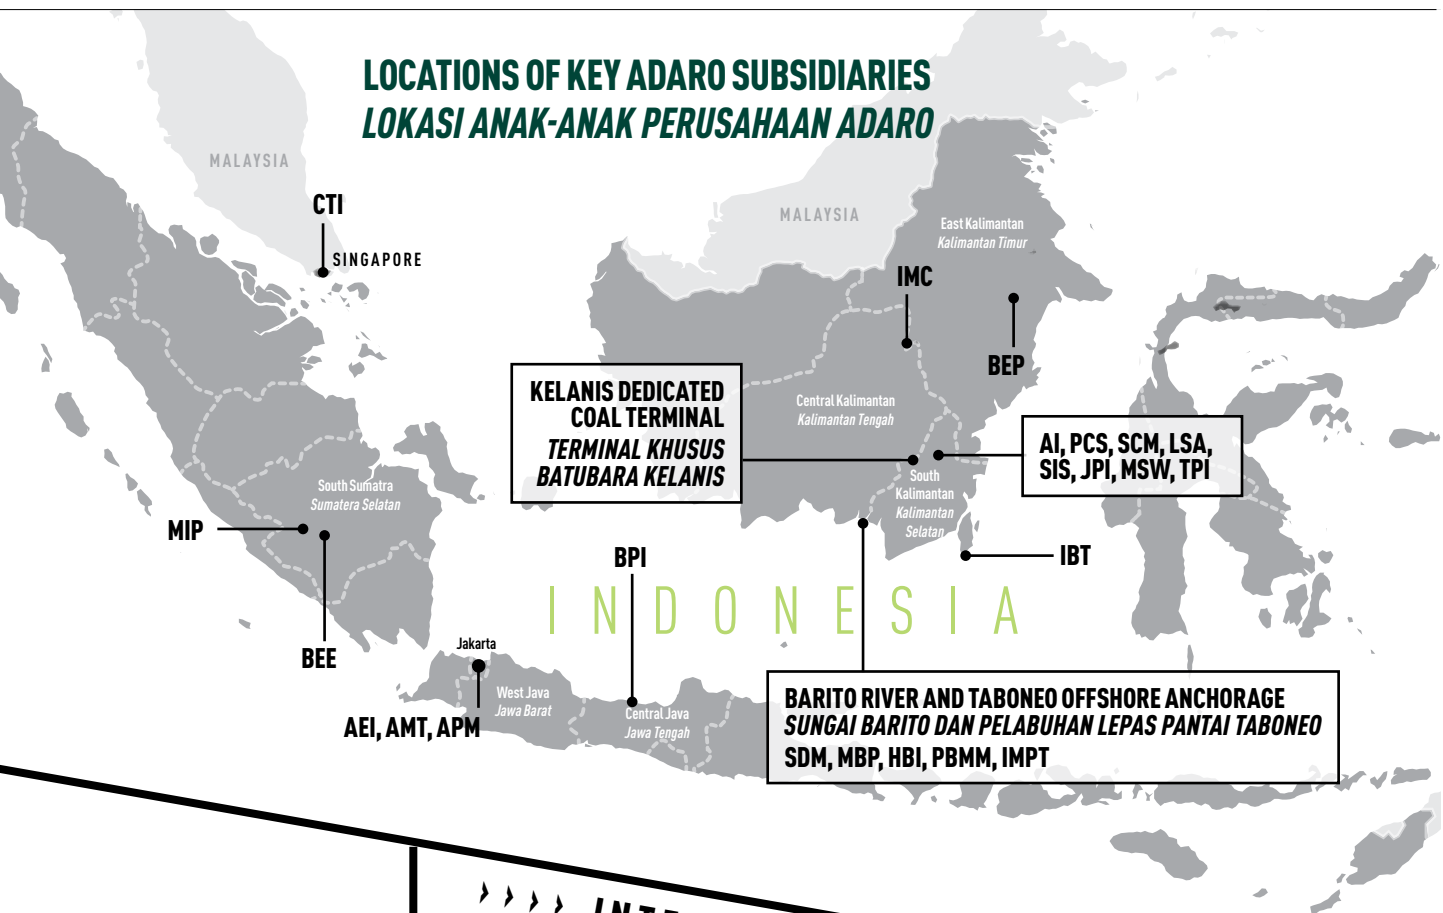 LOCATIONS OF KEY ADARO SUBSIDIARIES
LOKASI ANAK-ANAK PERUSAHAAN ADARO
MALAYSIA
CTI
SINGAPORE
MALAYSIA
East Kalimantan
Kalimantan Timur
IMC
BEP
KELANIS DEDICATED
COAL TERMINAL
TERMINAL KHUSUS
BATUBARA KELANIS
Central Kalimantan
Kalimantan Tengah
AI, PCS, SCM, LSA,
SIS, JPI, MSW, TPI
South
Kalimantan
Kalimantan
Selatan
South Sumatra
Sumatera Selatan
MIP
BEE
BPI
IBT
INDONESIA
Jakarta
West Java
Jawa Barat
AEI, AMT, APM
Central Java
Jawa Tengah
BARITO RIVER AND TABONEO OFFSHORE ANCHORAGE
SUNGAI BARITO DAN PELABUHAN LEPAS PANTAI TABONEO
SDM, MBP, HBI, PBMM, IMPT